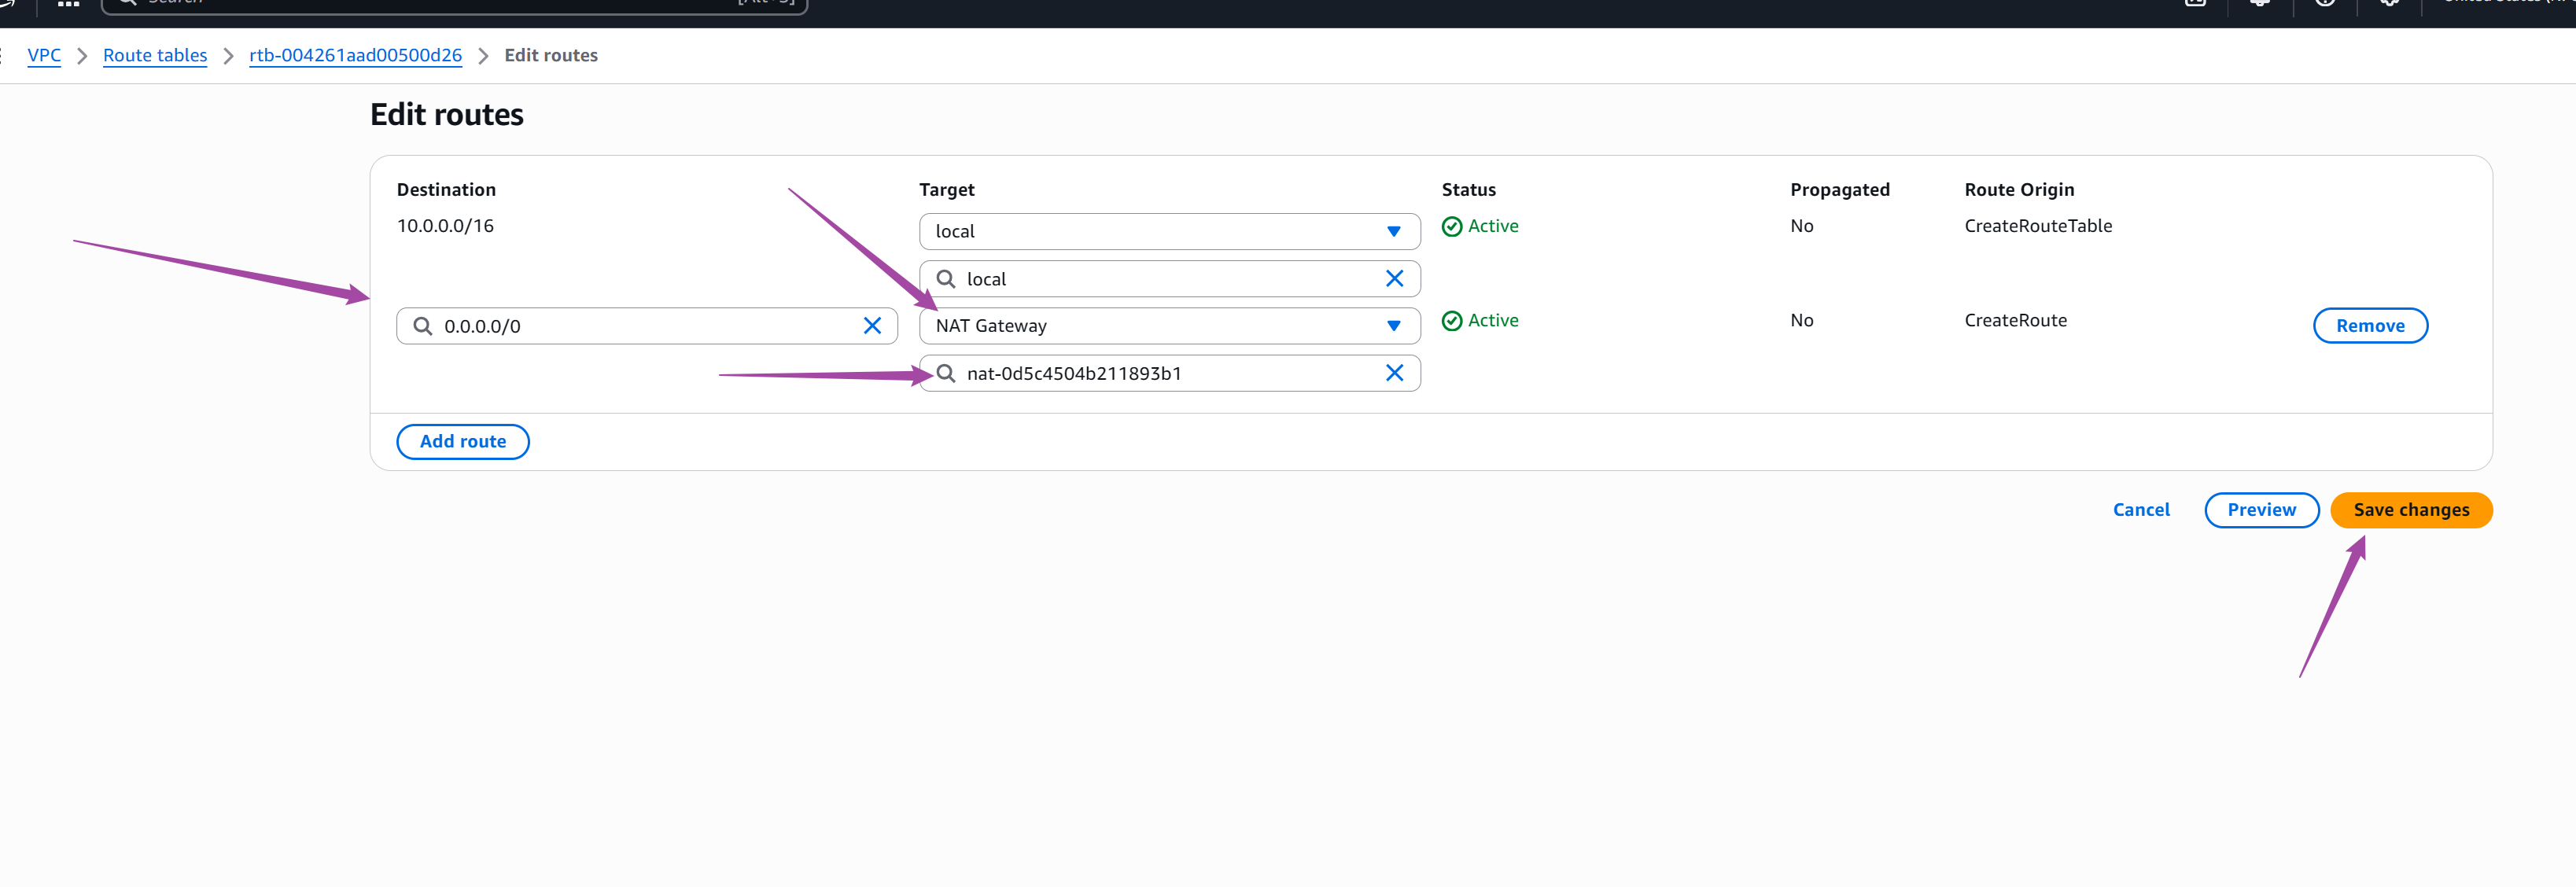 VPC > Route tables > rtb-004261aad00500d26 > Edit routes
Edit routes
Destination Target Status Propagated Route Origin
10.0.0.0/16 local Active No CreateRouteTable
local
0.0.0.0/0 NAT Gateway Active No CreateRoute Remove
nat-0d5c4504b211893b1
Add route
Cancel Preview Save changes